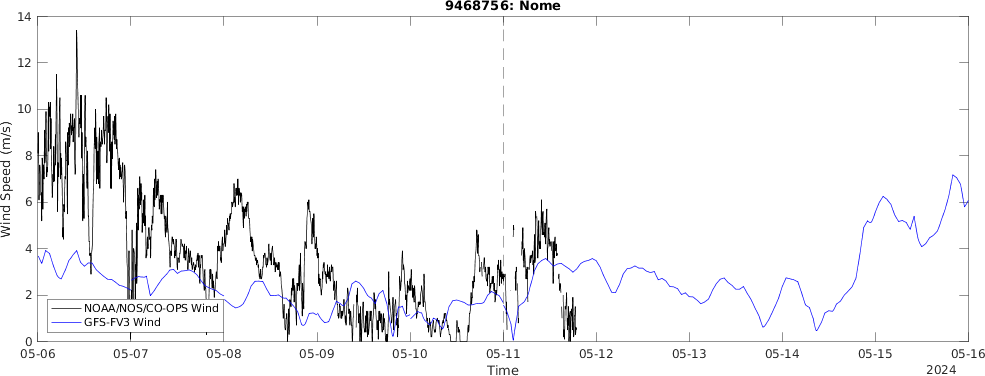 9468756: Nome
14
12
10
8
6
4
2
0
Wind Speed (m/s)
NOAA/NOS/CO-OPS Wind
GFS-FV3 Wind
05-06 05-07 05-08 05-09 05-10 05-11 05-12 05-13 05-14 05-15 05-16
Time
2024